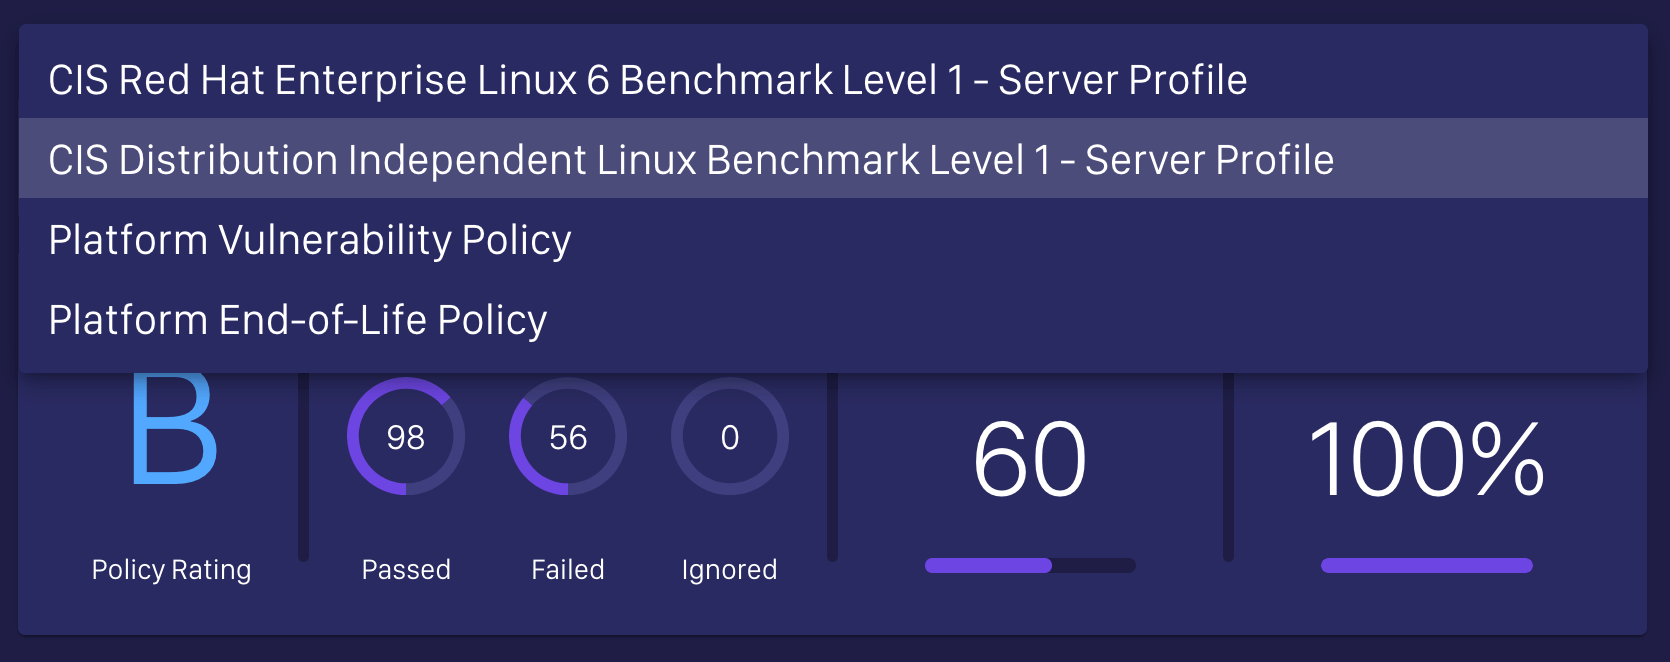 CIS Red Hat Enterprise Linux 6 Benchmark Level 1 - Server Profile
CIS Distribution Independent Linux Benchmark Level 1 - Server Profile
Platform Vulnerability Policy
Platform End-of-Life Policy
B
98 56 0
60
100%
Policy Rating
Passed Failed Ignored